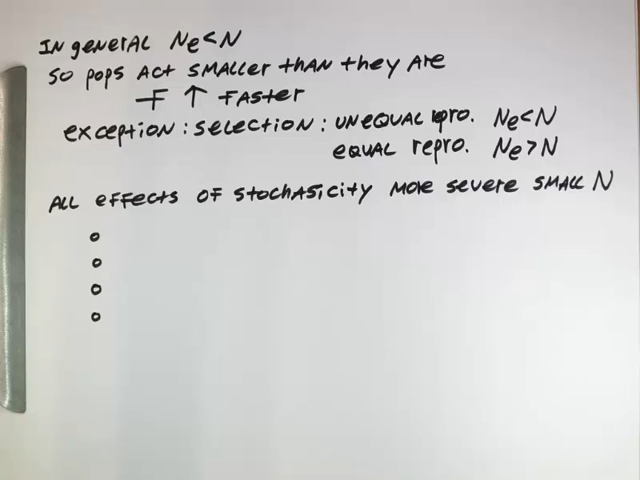 IN general Ne<N
SO pops ACT SMALLER tHAN they Are
F ↑ FASTER
exception: SELECTION: UNEQUAL repro. Ne<N
EQUAL repro. Ne>N
ALL effects OF StochASicity MORE severe SMALL N
o
o
o
o